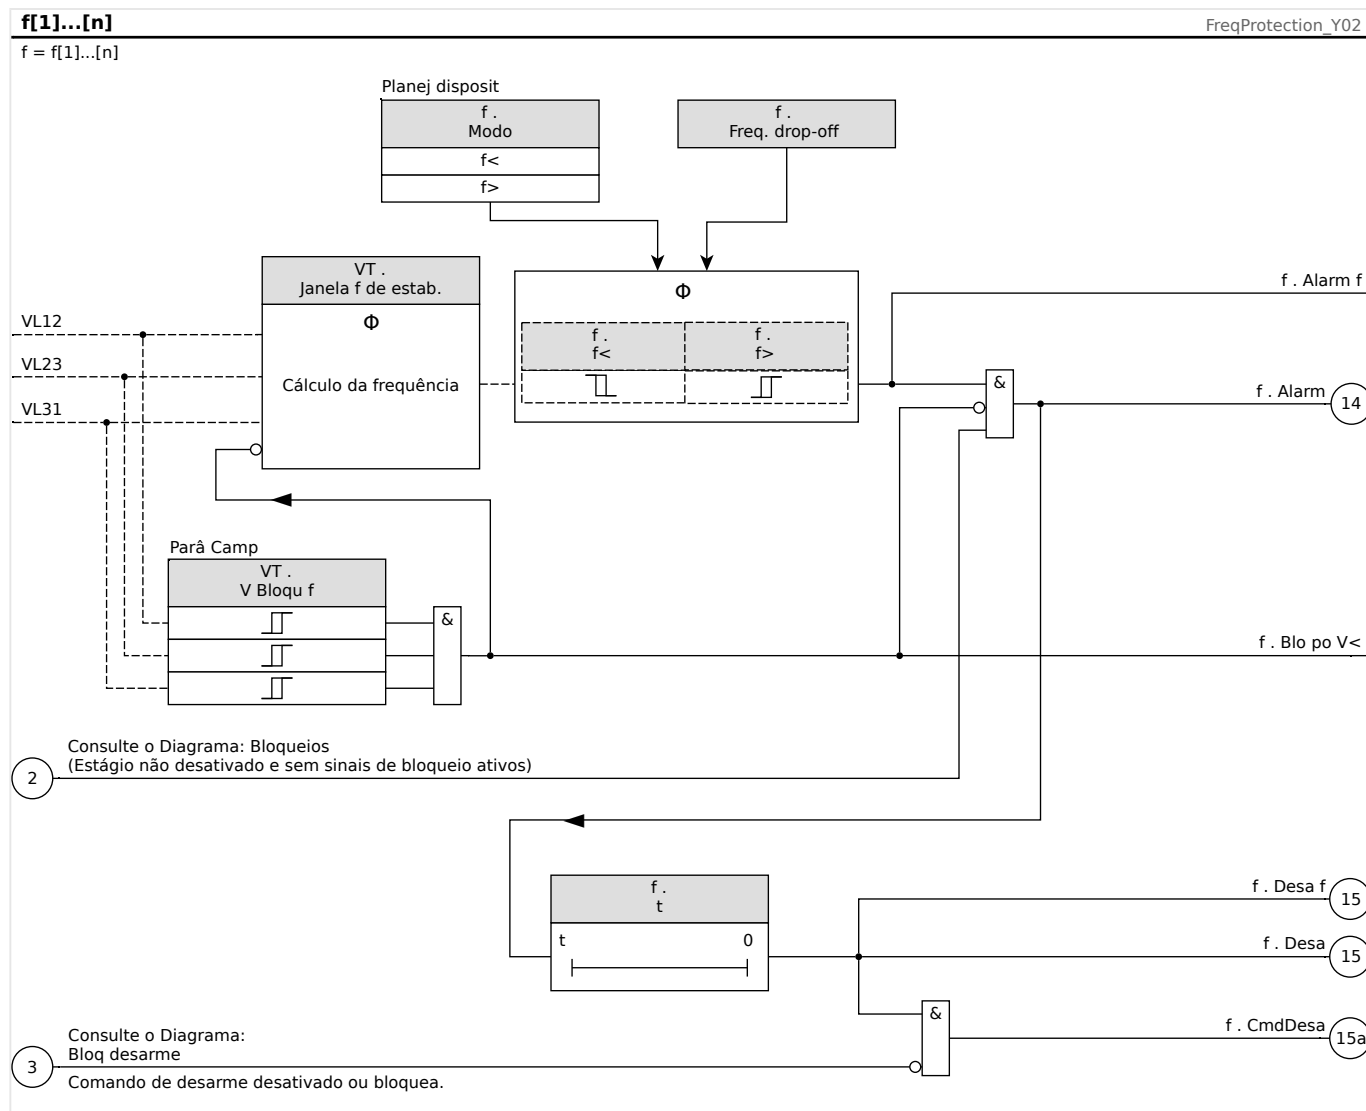 f[1]...[n]
FreqProtection_Y02
f = f[1]...[n]
Planej disposit
f .
Modo
f<
f>
f .
Freq. drop-off
VT .
Janela f de estab.
Φ
Cálculo da frequência
VL12
VL23
VL31
Φ
f .
f<
f .
f>
f . Alarm f
&
f . Alarm
14
Parâ Camp
VT .
V Bloqu f
&
f . Blo po V<
2
Consulte o Diagrama: Bloqueios
(Estágio não desativado e sem sinais de bloqueio ativos)
f .
t
t
0
f . Desa f
15
f . Desa
15
&
f . CmdDesa
15a
3
Consulte o Diagrama:
Bloq desarme
Comando de desarme desativado ou bloquea.